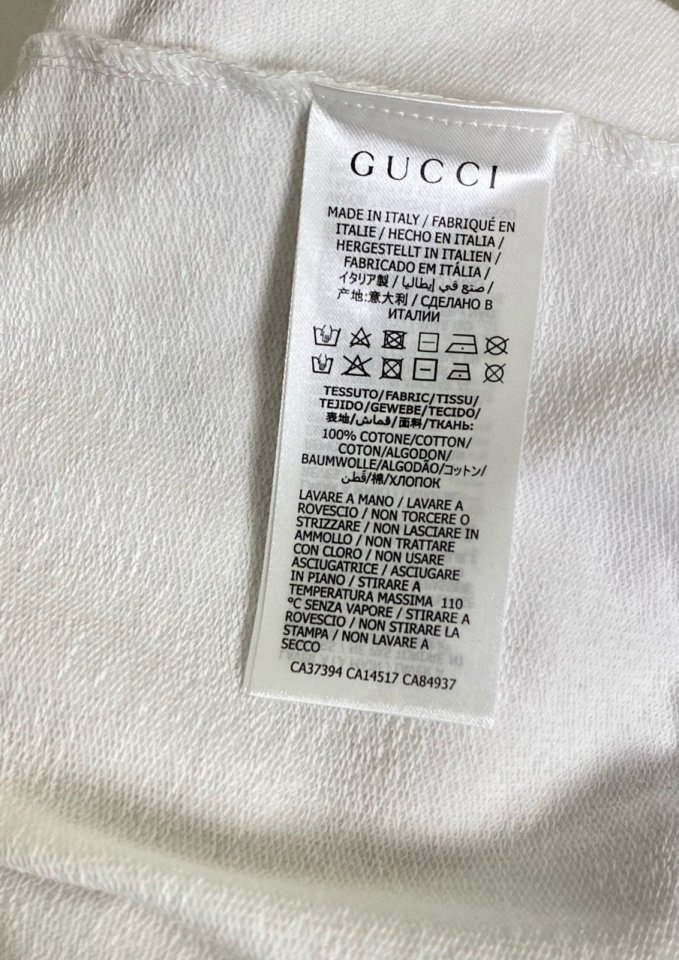 GUCCI
MADE IN ITALY / FABRIQUÉ EN
ITALIE / HECHO EN ITALIA /
HERGESTELLT IN ITALIEN /
FABRICADO EM ITÁLIA /
イタリア製 / صنع في إيطاليا /
产地:意大利 / СДЕЛАНО В
ИТАЛИИ
TESSUTO/FABRIC/TISSU/
TEJIDO/GEWEBE/TECIDO/
表地/قماش/面料/ТКАНЬ:
100% COTONE/COTTON/
COTON/ALGODON/
BAUMWOLLE/ALGODÃO/コットン/
قطن/棉/ХЛОПОК
LAVARE A MANO / LAVARE A
ROVESCIO / NON TORCERE O
STRIZZARE / NON LASCIARE IN
AMMOLLO / NON TRATTARE
CON CLORO / NON USARE
ASCIUGATRICE / ASCIUGARE
IN PIANO / STIRARE A
TEMPERATURA MASSIMA 110
°C SENZA VAPORE / STIRARE A
ROVESCIO / NON STIRARE LA
STAMPA / NON LAVARE A
SECCO
CA37394 CA14517 CA84937